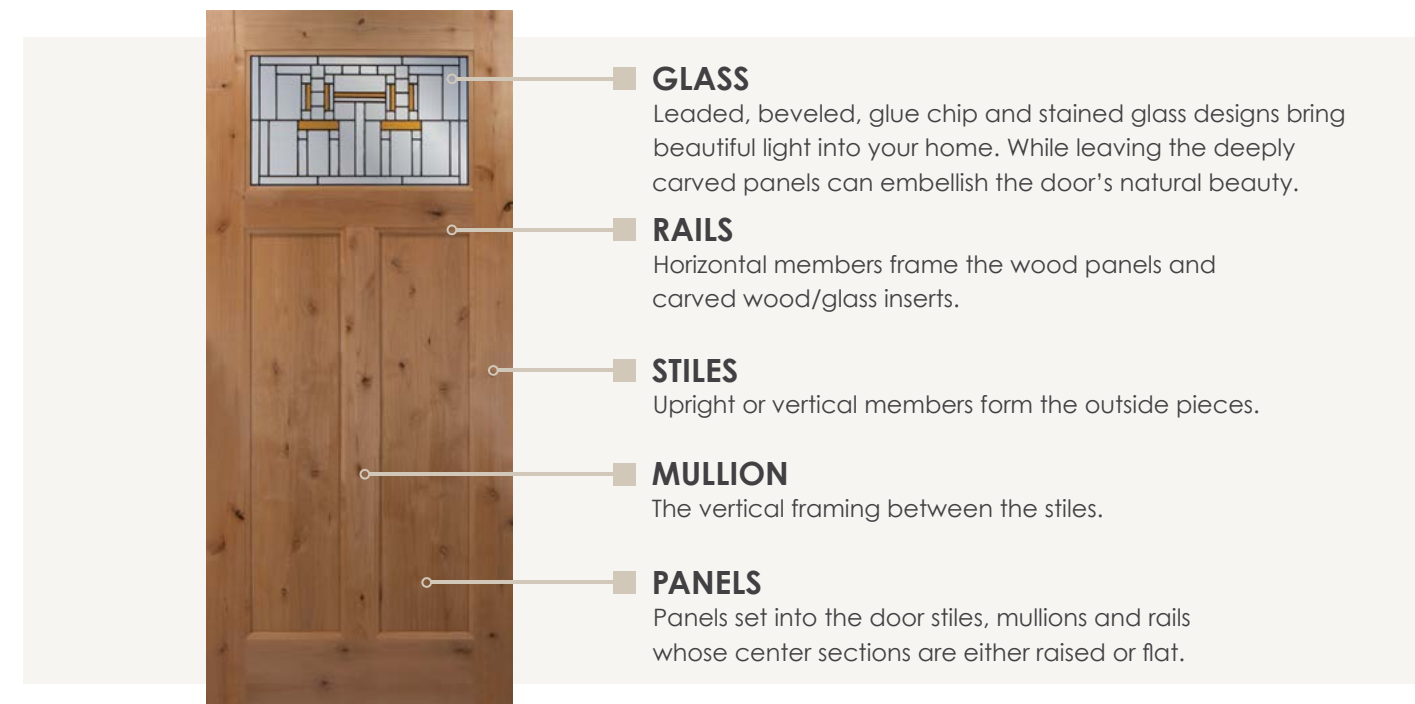 GLASS
Leaded, beveled, glue chip and stained glass designs bring
beautiful light into your home. While leaving the deeply
carved panels can embellish the door’s natural beauty.
RAILS
Horizontal members frame the wood panels and
carved wood/glass inserts.
STILES
Upright or vertical members form the outside pieces.
MULLION
The vertical framing between the stiles.
PANELS
Panels set into the door stiles, mullions and rails
whose center sections are either raised or flat.